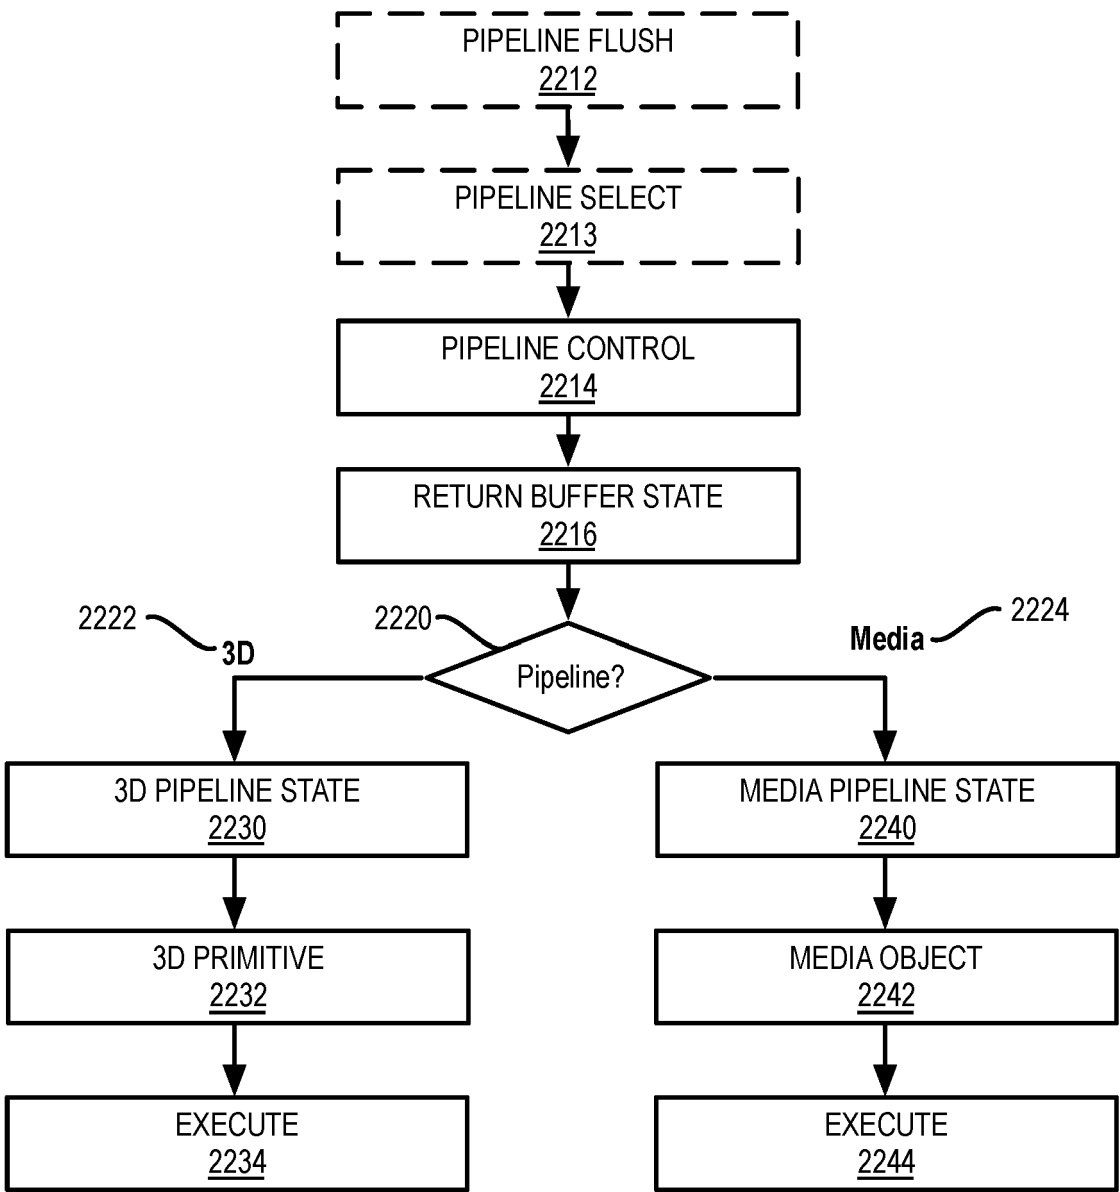 PIPELINE FLUSH
2212
PIPELINE SELECT
2213
PIPELINE CONTROL
2214
RETURN BUFFER STATE
2216
2222
3D
2220
Pipeline?
Media
2224
3D PIPELINE STATE
2230
MEDIA PIPELINE STATE
2240
3D PRIMITIVE
2232
MEDIA OBJECT
2242
EXECUTE
2234
EXECUTE
2244